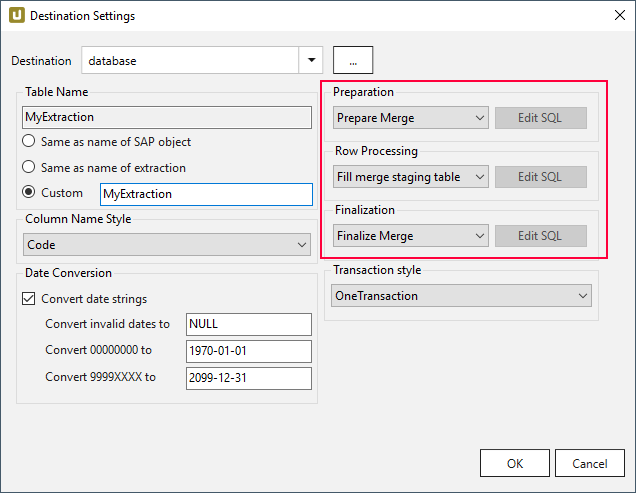 U Destination Settings
Destination database ...
Table Name
MyExtraction
Same as name of SAP object
Same as name of extraction
Custom MyExtraction
Column Name Style
Code
Date Conversion
Convert date strings
Convert invalid dates to NULL
Convert 00000000 to 1970-01-01
Convert 9999XXXX to 2099-12-31
Preparation
Prepare Merge Edit SQL
Row Processing
Fill merge staging table Edit SQL
Finalization
Finalize Merge Edit SQL
Transaction style
OneTransaction
OK Cancel